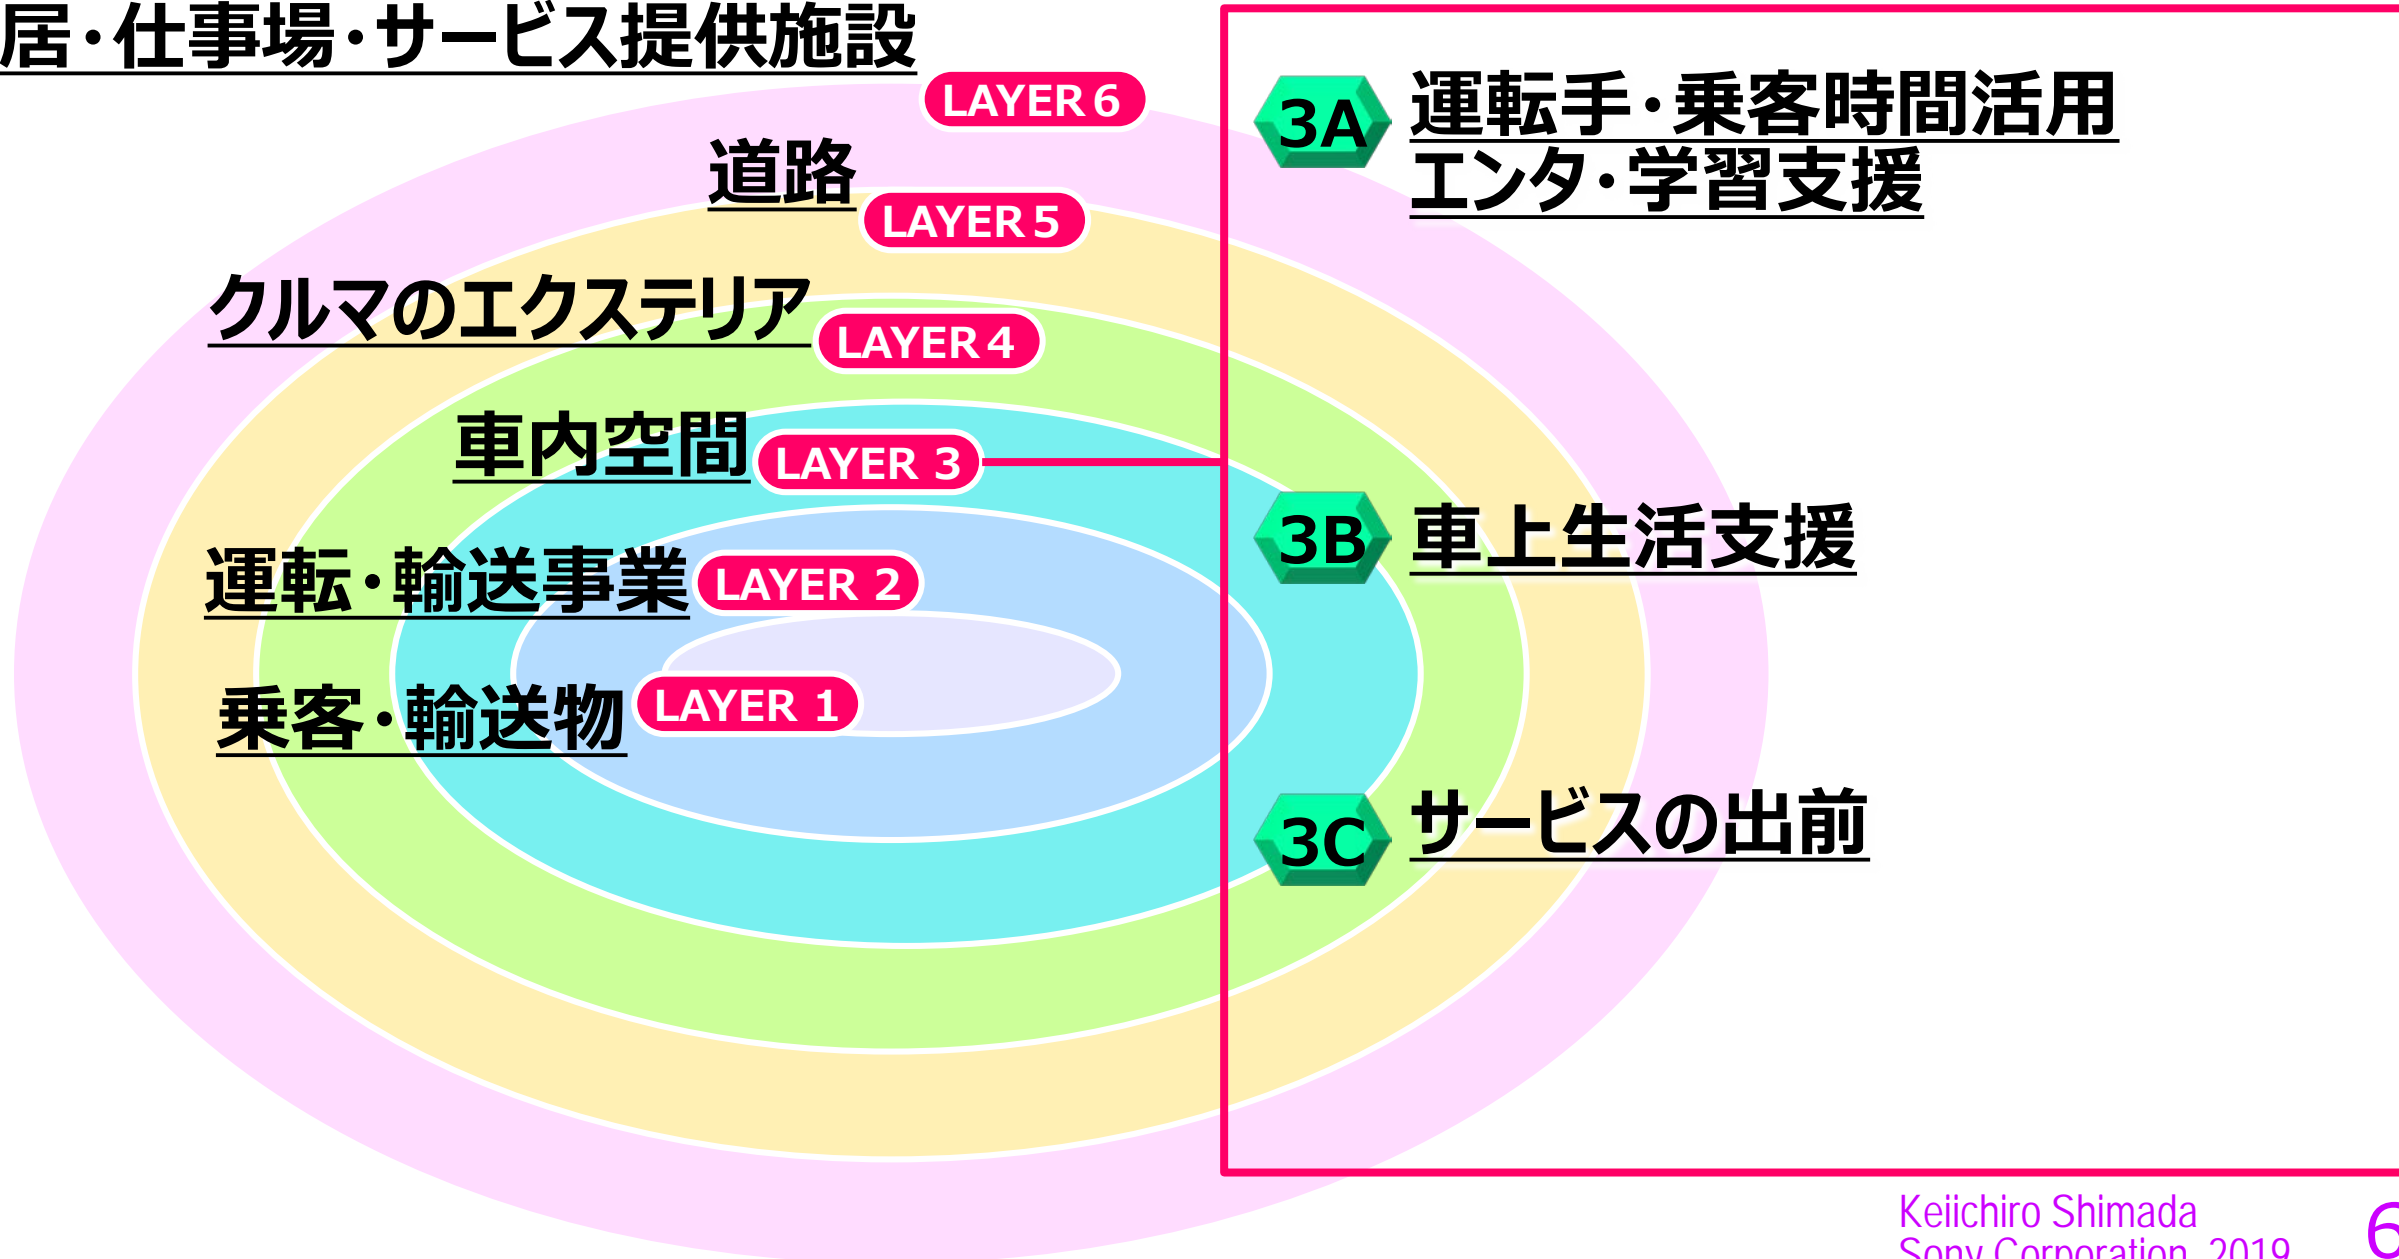 居・仕事場・サービス提供施設
LAYER 6
道路
LAYER 5
クルマのエクステリア
LAYER 4
車内空間
LAYER 3
運転・輸送事業
LAYER 2
乗客・輸送物
LAYER 1
3A 運転手・乗客時間活用
エンタ・学習支援
3B 車上生活支援
3C サービスの出前
Keiichiro Shimada
Sony Corporation, 2019
6